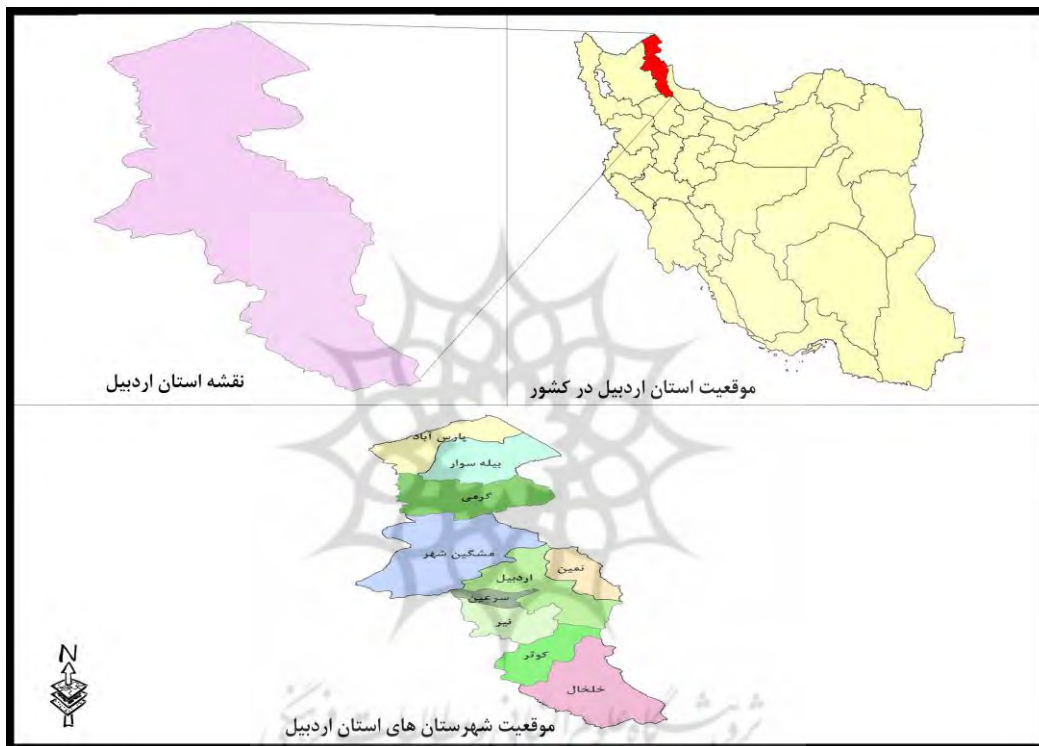 نقشه استان اردبیل
موقعیت استان اردبیل در کشور
پارس آباد
بیله سوار
گرمی
مشگین شهر
نمین
اردبیل
سرعین
نیر
کوثر
خلخال
N
موقعیت شهرستان های استان اردبیل